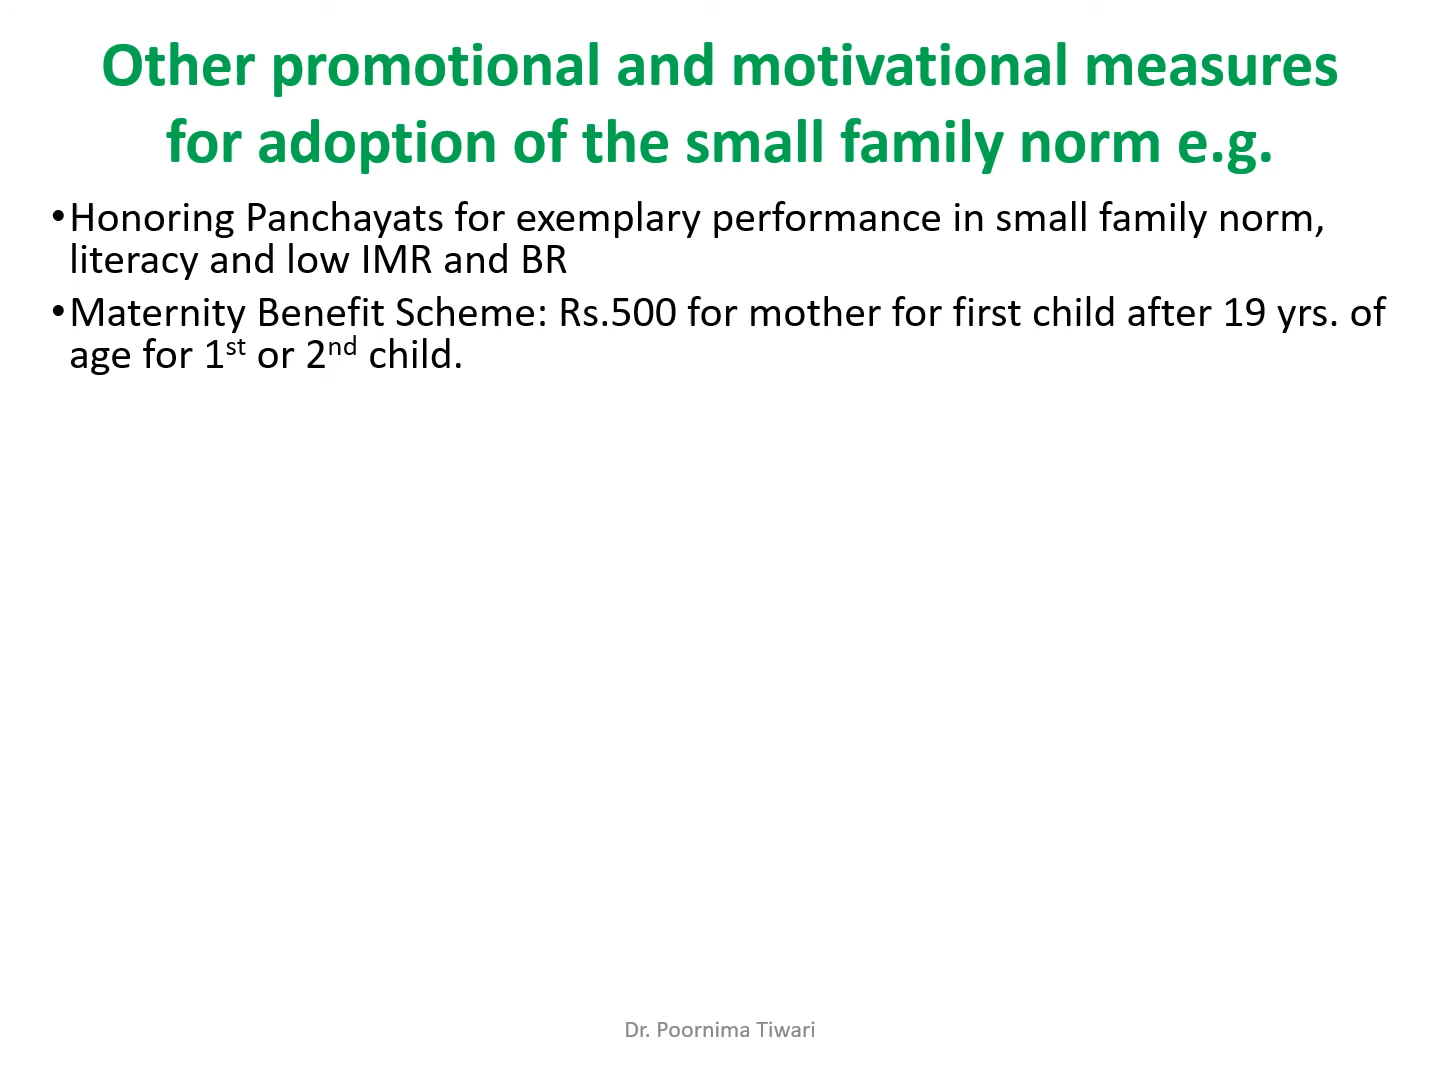 Other promotional and motivational measures
for adoption of the small family norm e.g.
•Honoring Panchayats for exemplary performance in small family norm,
literacy and low IMR and BR
•Maternity Benefit Scheme: Rs.500 for mother for first child after 19 yrs. of
age for 1st or 2nd child.
Dr. Poornima Tiwari